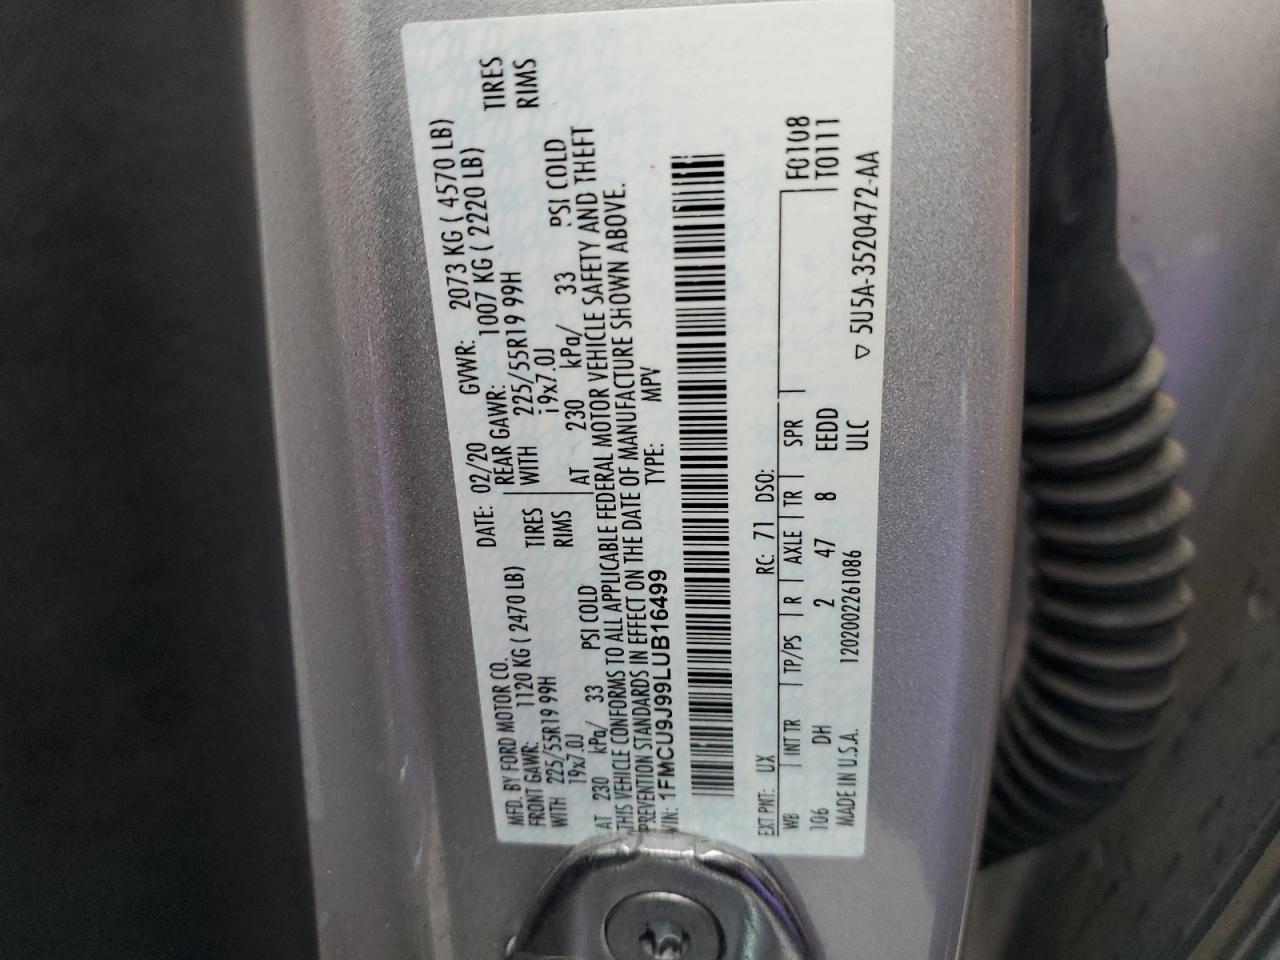 MFD. BY FORD MOTOR CO.
DATE: 02/20 GVWR: 2073 KG ( 4570 LB)
FRONT GAWR: 1120 KG ( 2470 LB) REAR GAWR: 1007 KG ( 2220 LB)
WITH 225/55R19 99H TIRES WITH 225/55R19 99H TIRES
19x7.0J RIMS 19x7.0J RIMS
AT 230 kPa/ 33 PSI COLD AT 230 kPa/ 33 PSI COLD
THIS VEHICLE CONFORMS TO ALL APPLICABLE FEDERAL MOTOR VEHICLE SAFETY AND THEFT
PREVENTION STANDARDS IN EFFECT ON THE DATE OF MANUFACTURE SHOWN ABOVE.
VIN: 1FMCU9J99LUB16499 TYPE: MPV
EXT PNT: UX RC: 71 DSO: F0108
WB INT TR TP/PS R AXLE TR SPR T0111
106 DH 2 47 8 EEDD
MADE IN U.S.A. 1202002261086 ULC ▽ 5U5A-3520472-AA